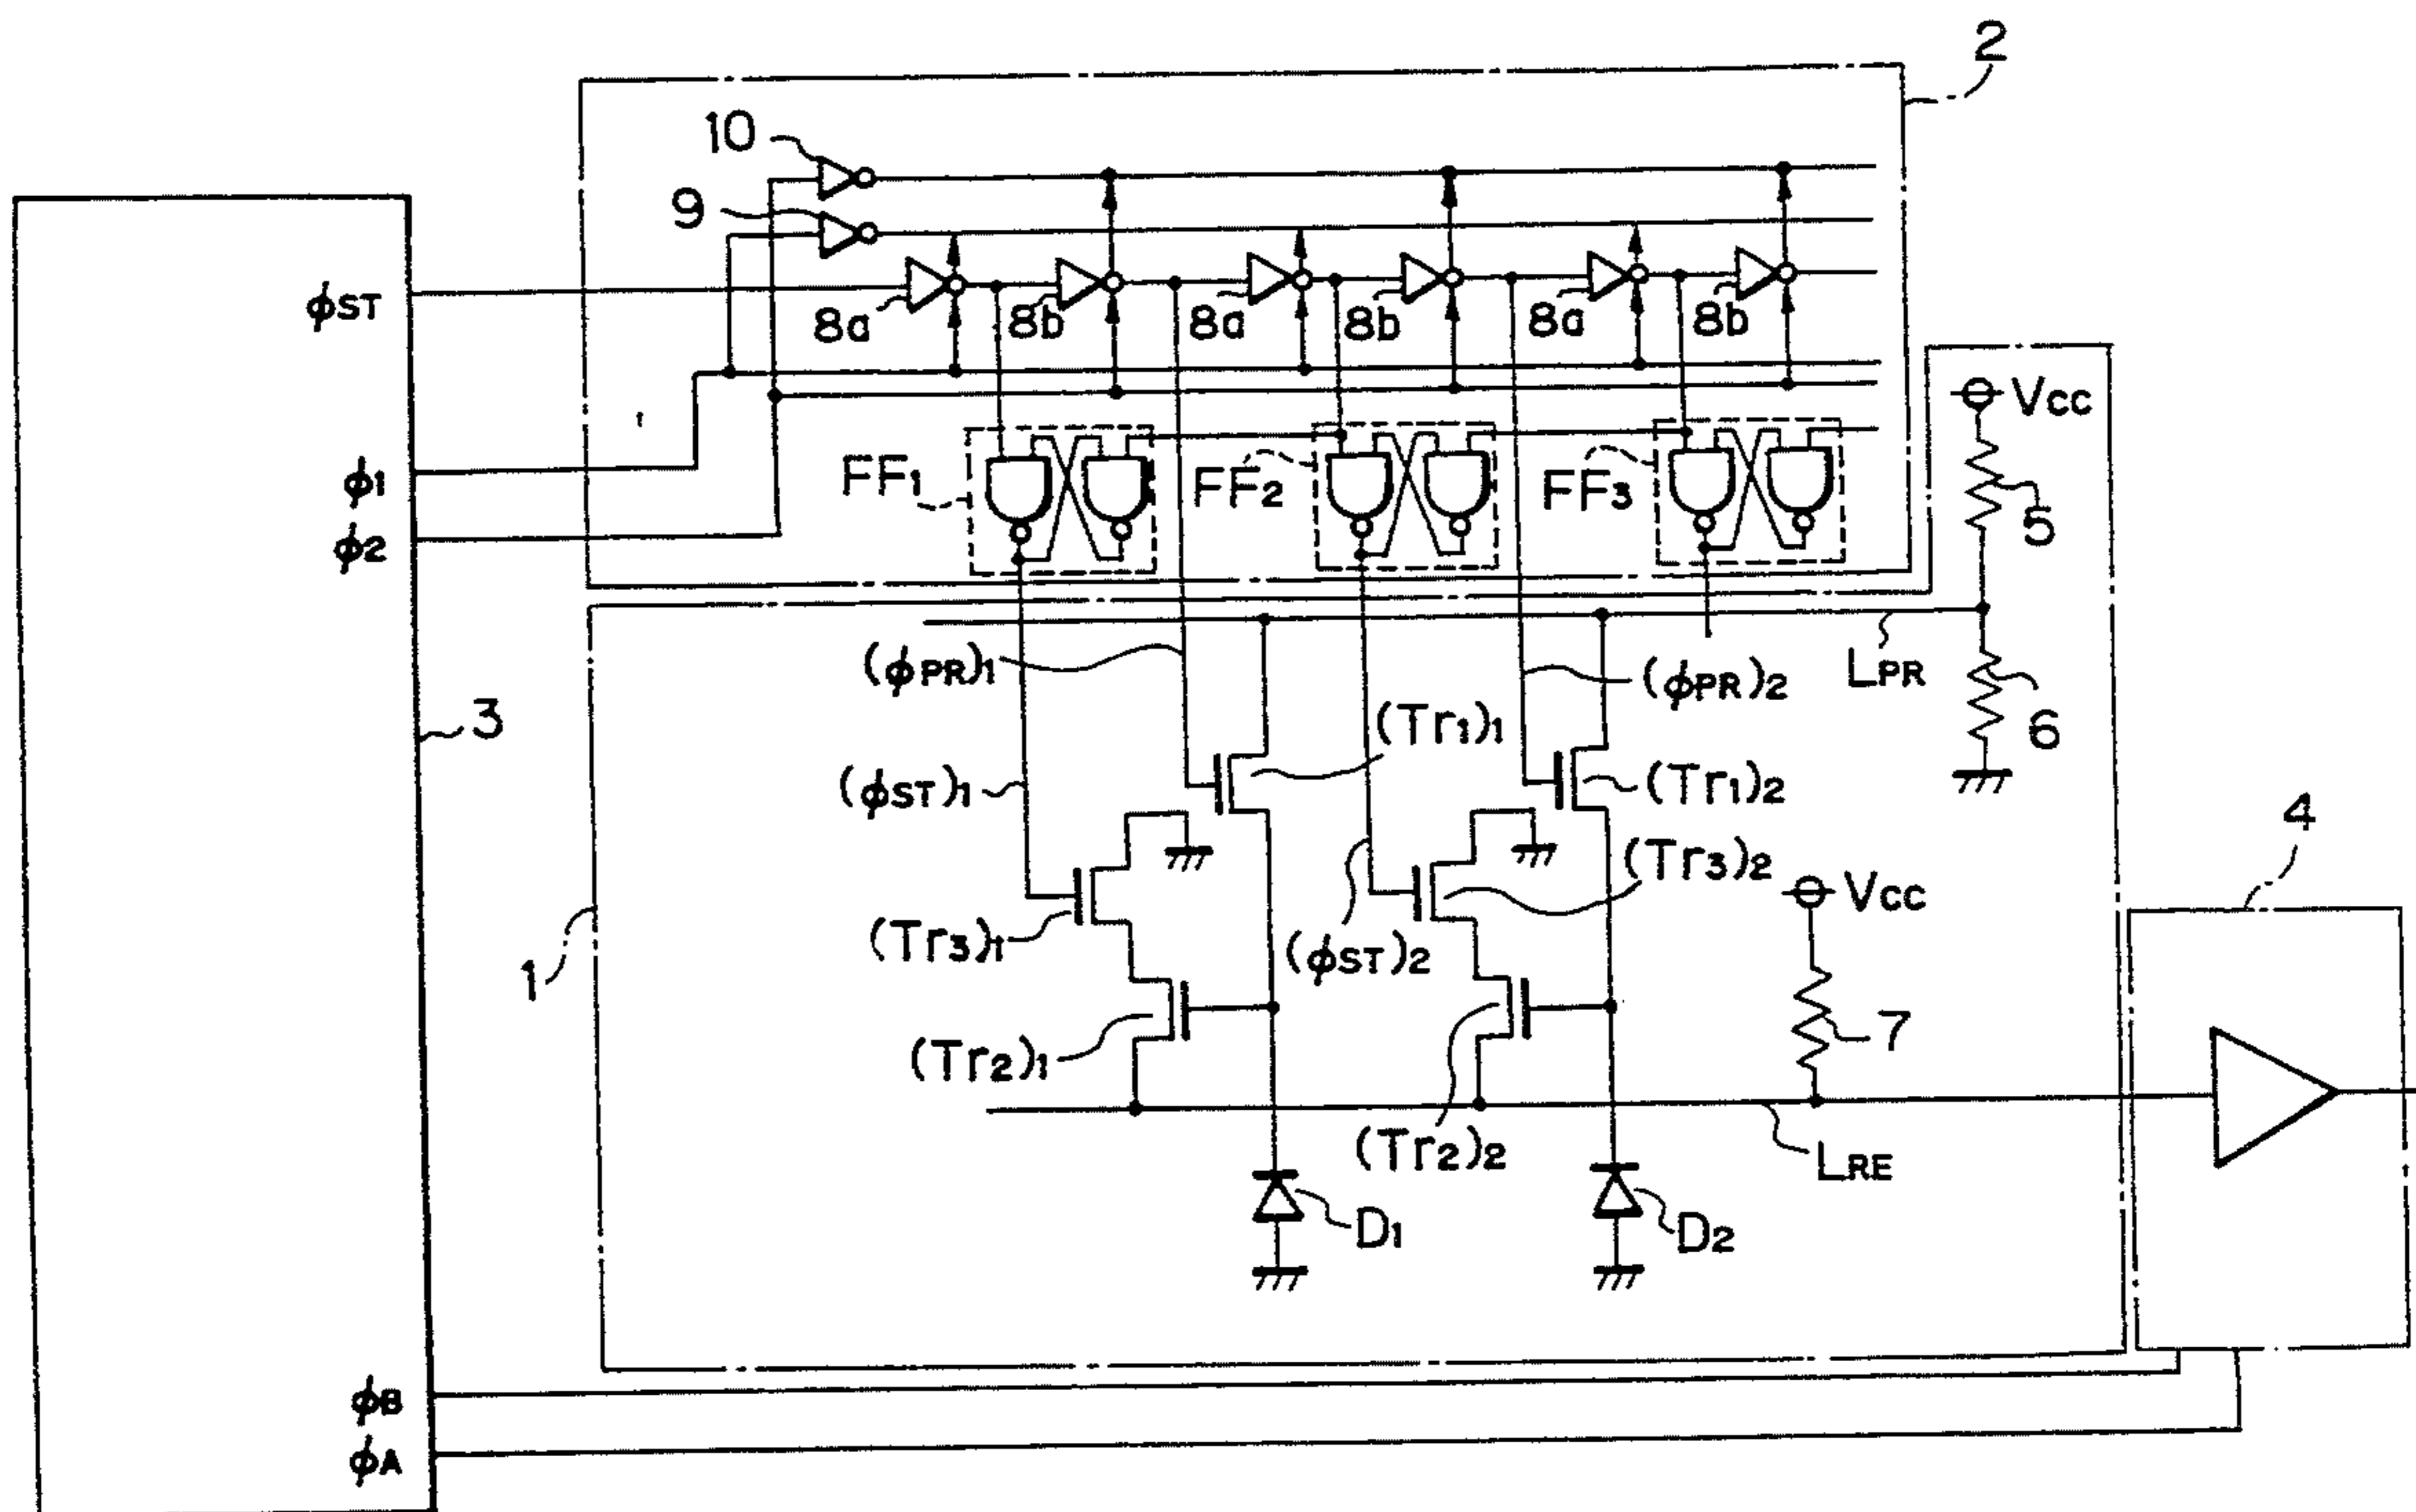 2
10
9
φST
8a
8b
8a
8b
8a
8b
Vcc
φ1
φ2
FF1
FF2
FF3
5
(φPR)1
(φPR)2
LPR
3
(Tr1)1
6
(φST)1
(Tr1)2
4
(Tr3)2
Vcc
(Tr3)1
(φST)2
1
(Tr2)1
7
(Tr2)2
LRE
D1
D2
φB
φA